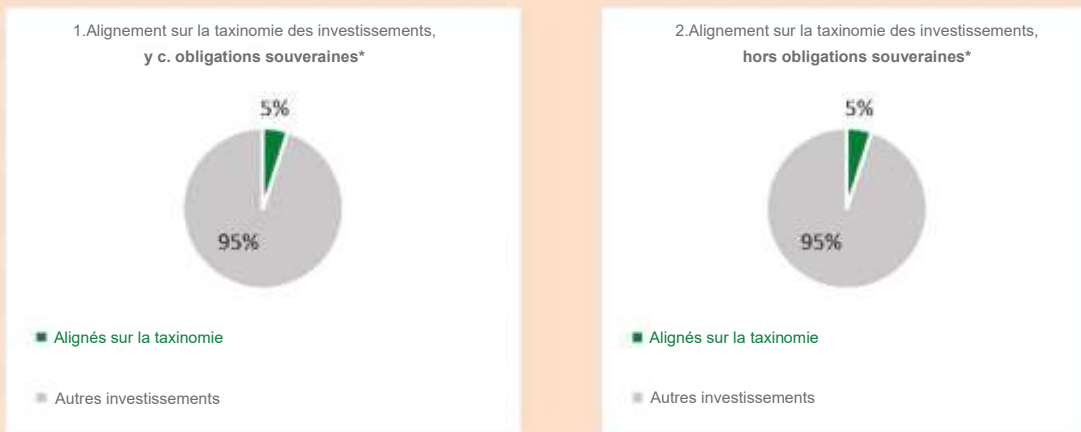 1.Alignement sur la taxinomie des investissements,
y c. obligations souveraines*
5%
95%
Alignés sur la taxinomie
Autres investissements
2.Alignement sur la taxinomie des investissements,
hors obligations souveraines*
5%
95%
Alignés sur la taxinomie
Autres investissements